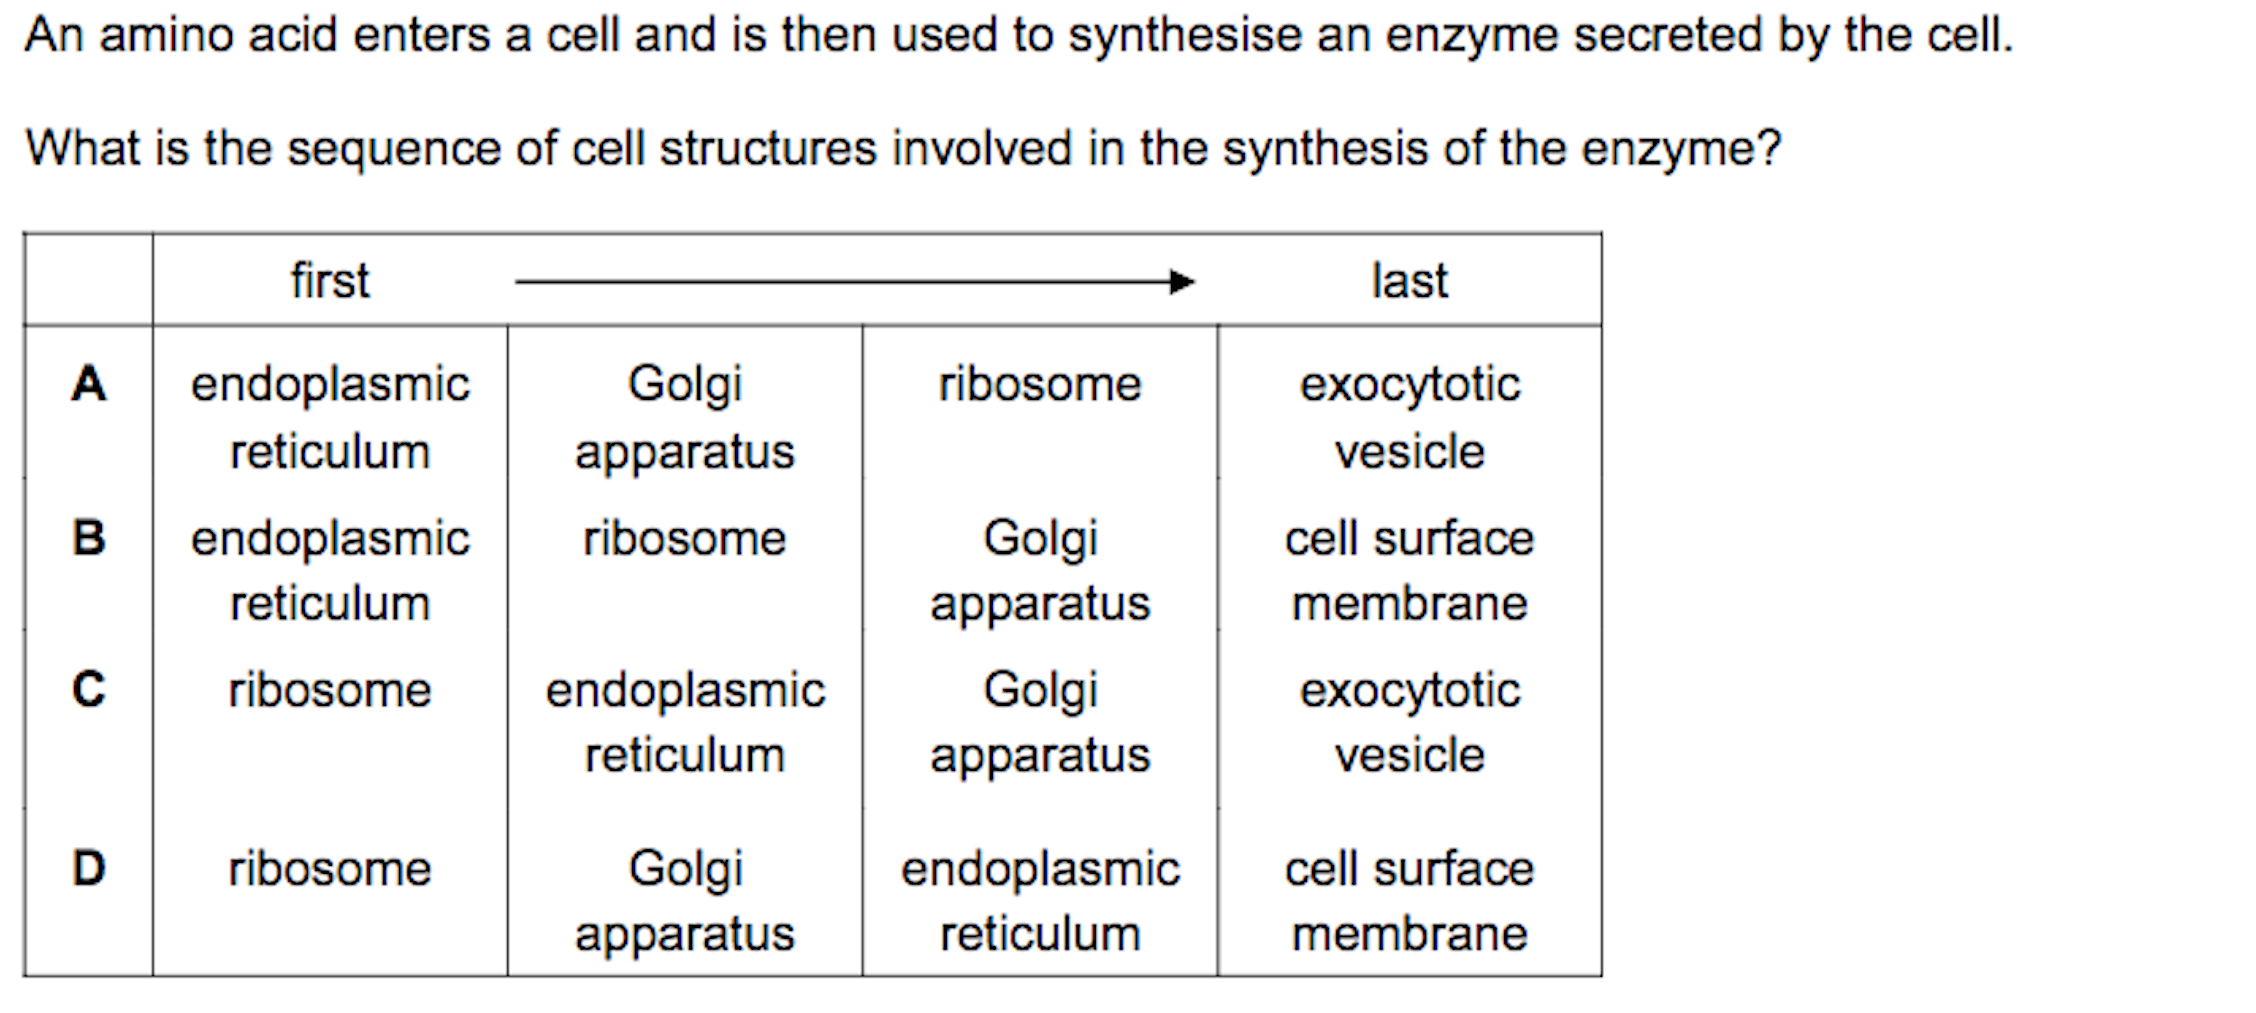 An amino acid enters a cell and is then used to synthesise an enzyme secreted by the cell.
What is the sequence of cell structures involved in the synthesis of the enzyme?
first last
A endoplasmic reticulum Golgi apparatus ribosome exocytotic vesicle
B endoplasmic reticulum ribosome Golgi apparatus cell surface membrane
C ribosome endoplasmic reticulum Golgi apparatus exocytotic vesicle
D ribosome Golgi apparatus endoplasmic reticulum cell surface membrane